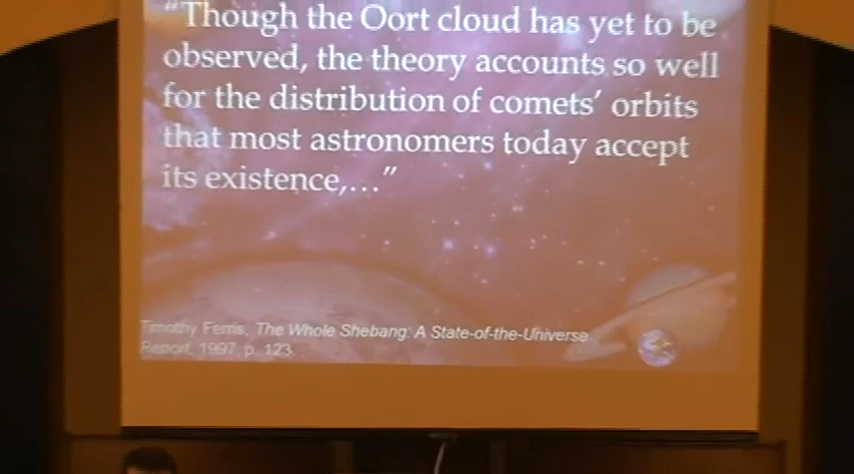 "Though the Oort cloud has yet to be
observed, the theory accounts so well
for the distribution of comets' orbits
that most astronomers today accept
its existence,…"
Timothy Ferris, The Whole Shebang: A State-of-the-Universe
Report, 1997, p. 123.